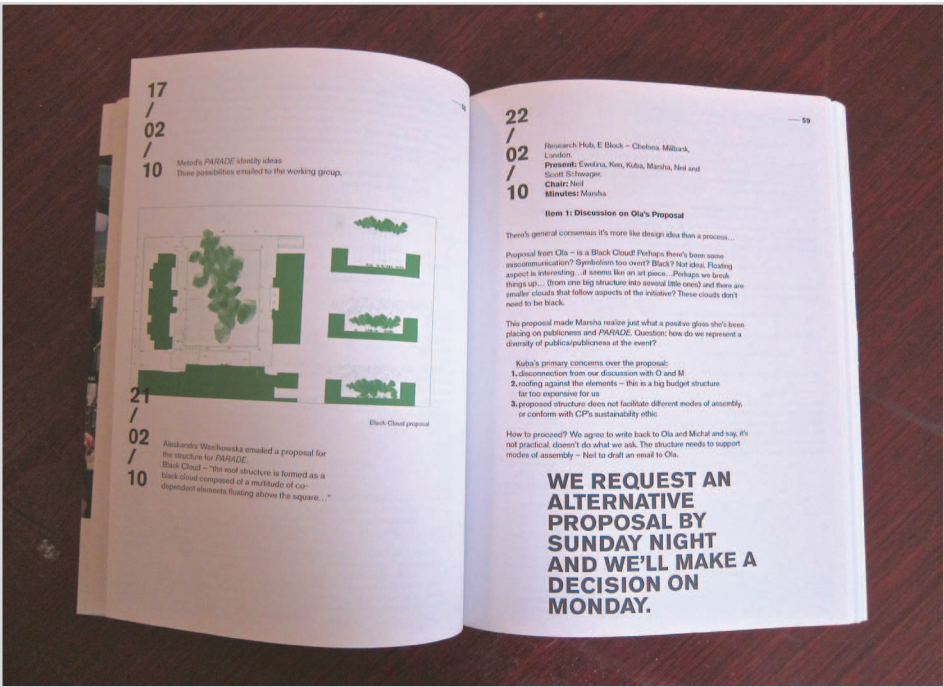 17
/
02
/
10
Metod's PARADE identity ideas
Three possibilities emailed to the working group.
Black Cloud proposal
21
/
02
/
10
Aleskandra Wasilkowska emailed a proposal for
the structure for PARADE.
Black Cloud – "the roof structure is formed as a
black cloud composed of a multitude of co-
dependent elements floating above the square…"
22
/
02
/
10
— 59
Research Hub, E Block – Chelsea, Millbank,
London.
Present: Ewelina, Ken, Kuba, Marsha, Neil and
Scott Schwager.
Chair: Neil
Minutes: Marsha
Item 1: Discussion on Ola's Proposal
There's general consensus it's more like design idea than a process…
Proposal from Ola – is a Black Cloud! Perhaps there's been some
miscommunication? Symbolism too overt? Black? Not ideal. Floating
aspect is interesting…it seems like an art piece…Perhaps we break
things up… (from one big structure into several little ones) and there are
smaller clouds that follow aspects of the initiative? These clouds don't
need to be black.
This proposal made Marsha realize just what a positive gloss she's been
placing on publicness and PARADE. Question: how do we represent a
diversity of publics/publicness at the event?
Kuba's primary concerns over the proposal:
1. disconnection from our discussion with O and M
2. roofing against the elements – this is a big budget structure
far too expensive for us
3. proposed structure does not facilitate different modes of assembly,
or conform with CP's sustainability ethic
How to proceed? We agree to write back to Ola and Michal and say, it's
not practical, doesn't do what we ask. The structure needs to support
modes of assembly – Neil to draft an email to Ola.
WE REQUEST AN
ALTERNATIVE
PROPOSAL BY
SUNDAY NIGHT
AND WE'LL MAKE A
DECISION ON
MONDAY.